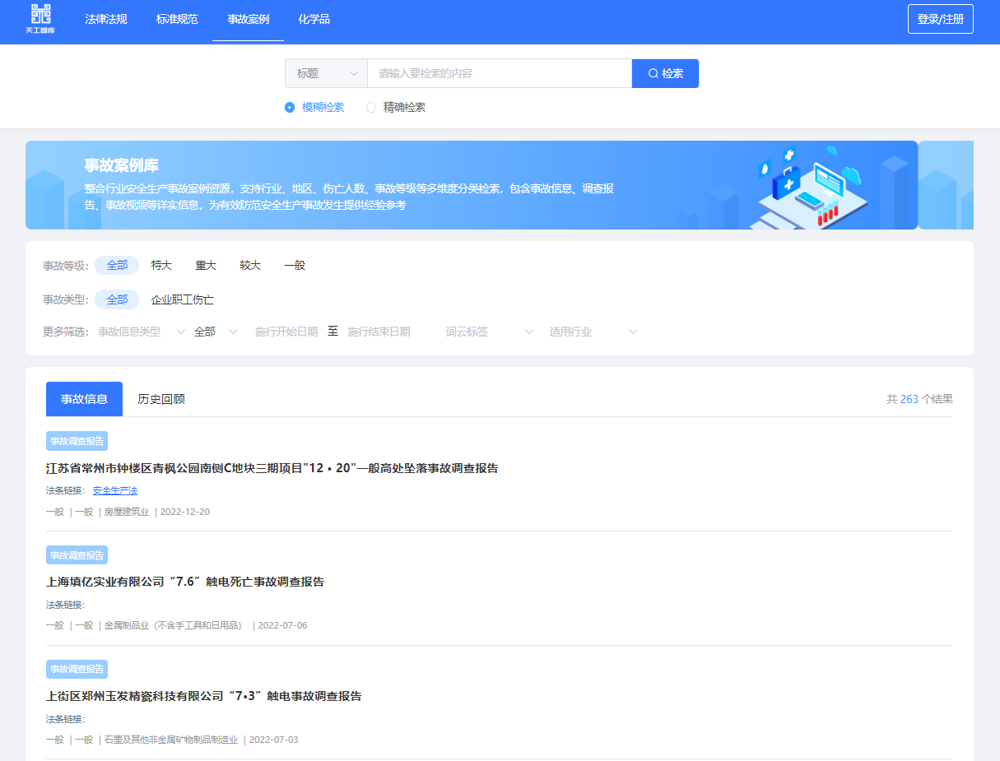 天工智库
法律法规 标准规范 事故案例 化学品 登录/注册
标题 请输入要检索的内容 检索
模糊检索 精确检索
事故案例库
整合行业安全生产事故案例资源，支持行业、地区、伤亡人数、事故等级等多维度分类检索，包含事故信息、调查报
告、事故视频等详实信息，为有效防范安全生产事故发生提供经验参考
事故等级： 全部 特大 重大 较大 一般
事故类型： 全部 企业职工伤亡
更多筛选： 事故信息类型 全部 施行开始日期 至 施行结束日期 词云标签 适用行业
事故信息 历史回顾 共 263 个结果
事故调查报告
江苏省常州市钟楼区青枫公园南侧C地块三期项目"12•20"一般高处坠落事故调查报告
法条链接： 安全生产法
一般 | 一般 | 房屋建筑业 | 2022-12-20
事故调查报告
上海填亿实业有限公司“7.6”触电死亡事故调查报告
法条链接：
一般 | 一般 | 金属制品业（不含手工具和日用品） | 2022-07-06
事故调查报告
上街区郑州玉发精瓷科技有限公司“7•3”触电事故调查报告
法条链接：
一般 | 一般 | 石墨及其他非金属矿物制品制造业 | 2022-07-03